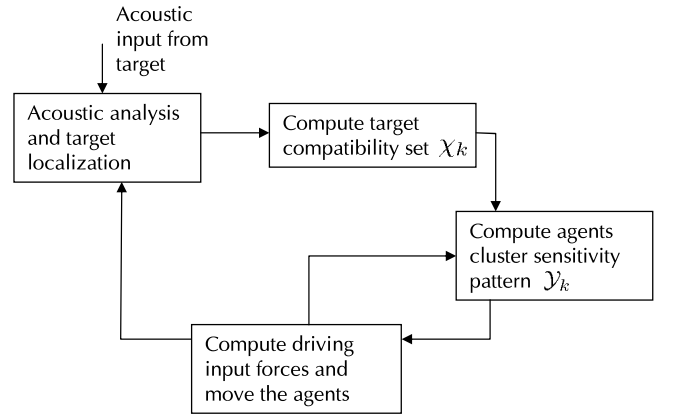 Acoustic
input from
target
Acoustic analysis
and target
localization
Compute target
compatibility set 𝒳k
Compute agents
cluster sensitivity
pattern 𝒴k
Compute driving
input forces and
move the agents